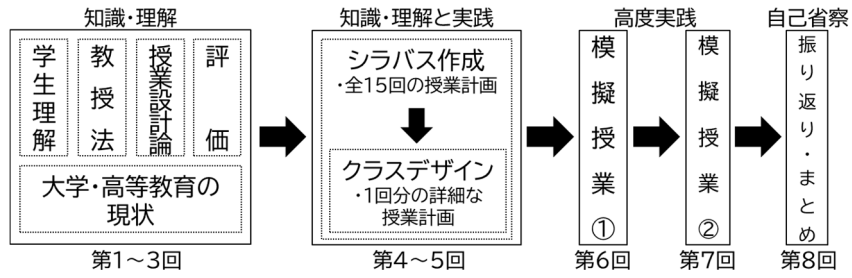 知識・理解
学生理解
教授法
授業設計論
評価
大学・高等教育の
現状
第1～3回
知識・理解と実践
シラバス作成
・全15回の授業計画
クラスデザイン
・1回分の詳細な
授業計画
第4～5回
高度実践
模擬授業①
第6回
模擬授業②
第7回
自己省察
振り返り・まとめ
第8回